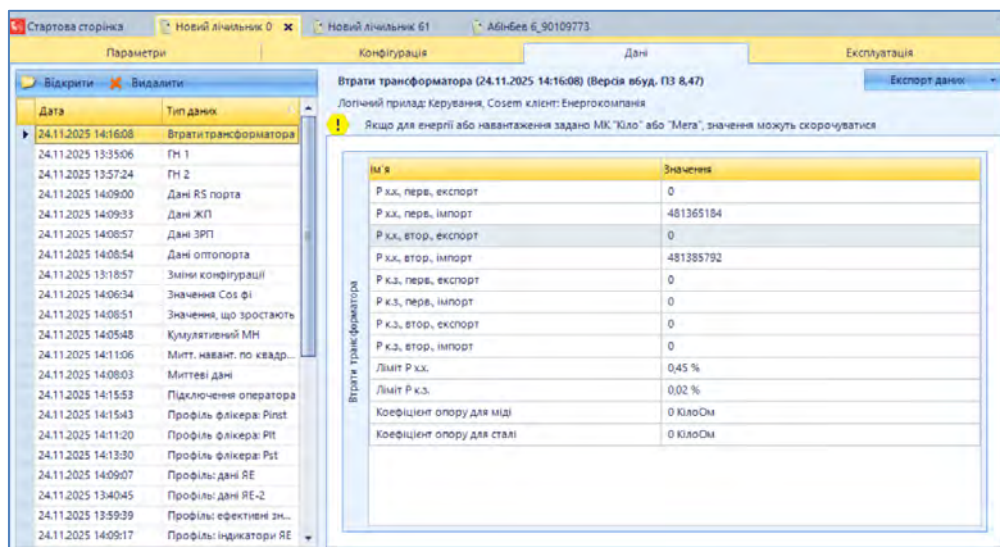 Стартова сторінка
Новий лічильник 0
Новий лічильник 61
АбінБев 6_90109773
Параметри
Конфігурація
Дані
Експлуатація
Відкрити
Видалити
Втрати трансформатора (24.11.2025 14:16:08) (Версія вбуд. ПЗ 8,47)
Експорт даних
Логічний прилад: Керування, Cosem клієнт: Енергокомпанія
Якщо для енергії або навантаження задано МК "Кіло" або "Мега", значення можуть скорочуватися
Дата Тип даних
24.11.2025 14:16:08 Втрати трансформатора
24.11.2025 13:35:06 ГН 1
24.11.2025 13:57:24 ГН 2
24.11.2025 14:09:00 Дані RS порта
24.11.2025 14:09:33 Дані ЖП
24.11.2025 14:08:57 Дані ЗРП
24.11.2025 14:08:54 Дані оптопорта
24.11.2025 13:18:57 Зміни конфігурації
24.11.2025 14:06:34 Значення Cos фі
24.11.2025 14:08:51 Значення, що зростають
24.11.2025 14:05:48 Кумулятивний МН
24.11.2025 14:11:06 Митт. навант. по квадр...
24.11.2025 14:08:03 Миттєві дані
24.11.2025 14:15:53 Підключення оператора
24.11.2025 14:15:43 Профіль флікера: Pinst
24.11.2025 14:11:20 Профіль флікера: Plt
24.11.2025 14:13:30 Профіль флікера: Pst
24.11.2025 14:09:07 Профіль: дані ЯЕ
24.11.2025 13:40:45 Профіль: дані ЯЕ-2
24.11.2025 13:59:39 Профіль: ефективні зн...
24.11.2025 14:09:17 Профіль: індикатори ЯЕ
Втрати трансформатора
Ім'я Значення
Р х.х., перв., експорт 0
Р х.х., перв., імпорт 481365184
Р х.х., втор., експорт 0
Р х.х., втор., імпорт 481385792
Р к.з., перв., експорт 0
Р к.з., перв., імпорт 0
Р к.з., втор., експорт 0
Р к.з., втор., імпорт 0
Ліміт Р х.х. 0,45 %
Ліміт Р к.з. 0,02 %
Коефіцієнт опору для міді 0 КілоОм
Коефіцієнт опору для сталі 0 КілоОм